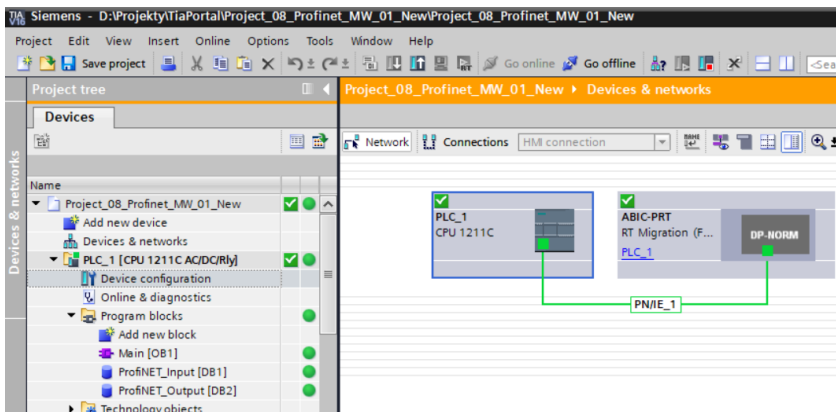 Siemens - D:\Projekty\TiaPortal\Project_08_Profinet_MW_01_New\Project_08_Profinet_MW_01_New
Project Edit View Insert Online Options Tools Window Help
Save project Go online Go offline <Sea
Project tree
Project_08_Profinet_MW_01_New ▸ Devices & networks
Devices
Network Connections HMI connection
Devices & networks
Name
Project_08_Profinet_MW_01_New
Add new device
Devices & networks
PLC_1 [CPU 1211C AC/DC/Rly]
Device configuration
Online & diagnostics
Program blocks
Add new block
Main [OB1]
ProfiNET_Input [DB1]
ProfiNET_Output [DB2]
Technology objects
PLC_1
CPU 1211C
ABIC-PRT
RT Migration (F...
PLC_1
DP-NORM
PN/IE_1